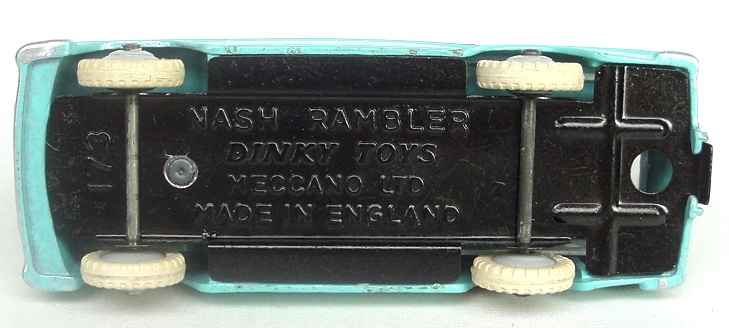 NASH RAMBLER
DINKY TOYS
MECCANO LTD
MADE IN ENGLAND
173